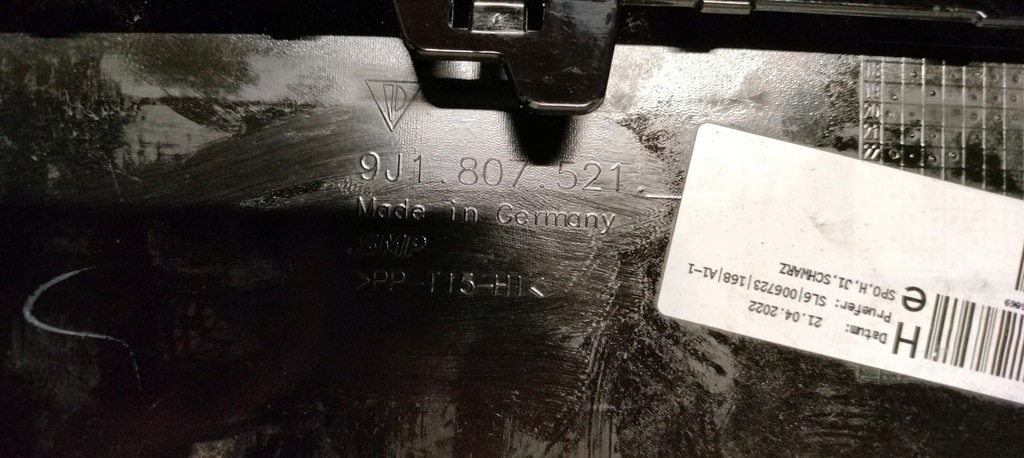 9J1.807.521._
Made in Germany
SMP
>PP-T15-HI<
Datum:
21.04.2022
Pruefer: SL6|006723|168|A1-1
SPO.H.J1.SCHWARZ
H
e